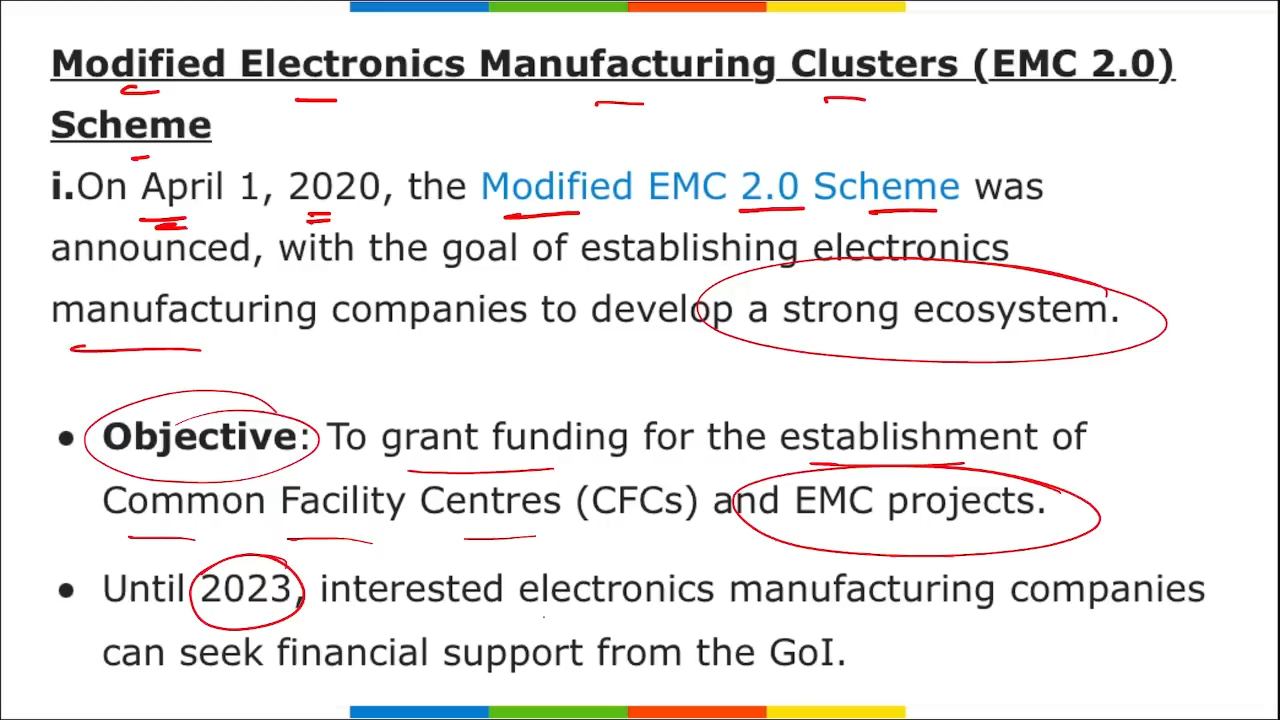 Modified Electronics Manufacturing Clusters (EMC 2.0)
Scheme
i.On April 1, 2020, the Modified EMC 2.0 Scheme was
announced, with the goal of establishing electronics
manufacturing companies to develop a strong ecosystem.
• Objective: To grant funding for the establishment of
Common Facility Centres (CFCs) and EMC projects.
• Until 2023, interested electronics manufacturing companies
can seek financial support from the GoI.